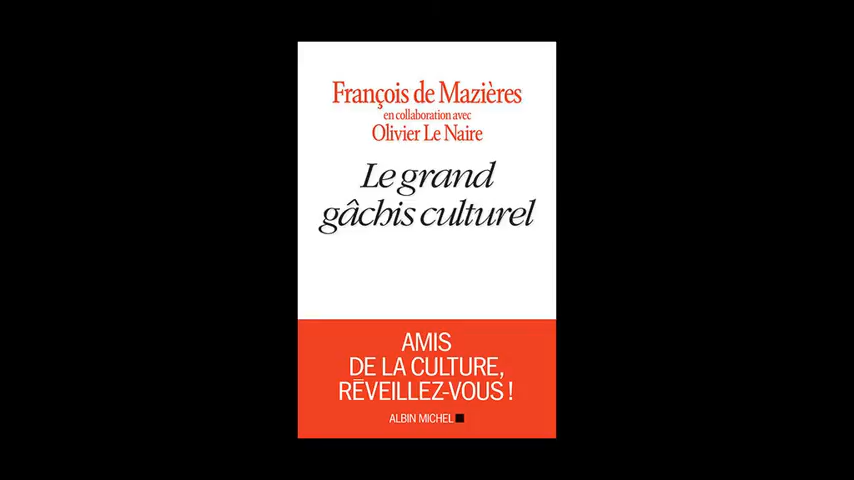 François de Mazières
en collaboration avec
Olivier Le Naire
Le grand
gâchis culturel
AMIS
DE LA CULTURE,
RÉVEILLEZ-VOUS !
ALBIN MICHEL